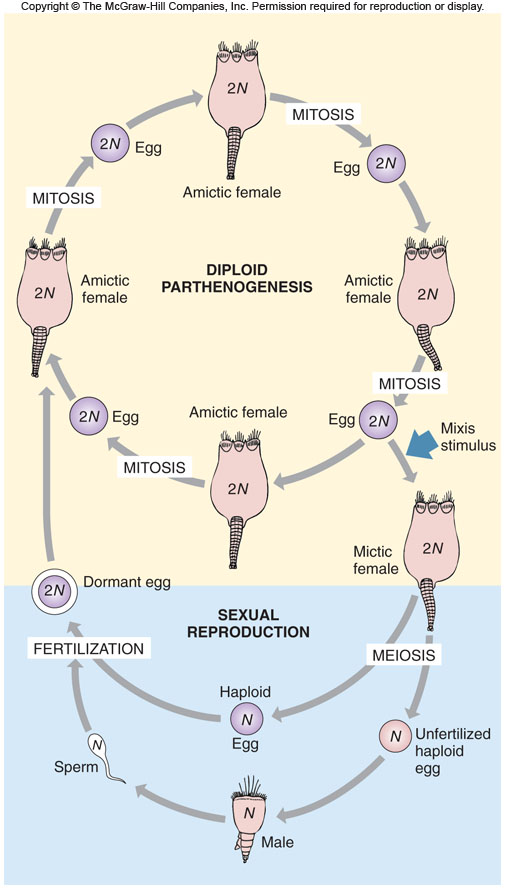 Copyright © The McGraw-Hill Companies, Inc. Permission required for reproduction or display.
2N
MITOSIS
2N
Egg
Amictic female
Egg
2N
MITOSIS
2N
Amictic
female
DIPLOID
PARTHENOGENESIS
Amictic
female
2N
MITOSIS
2N
Egg
Amictic female
Egg
2N
Mixis
stimulus
MITOSIS
2N
Mictic
female
2N
2N
Dormant egg
SEXUAL
REPRODUCTION
FERTILIZATION
MEIOSIS
Haploid
N
Egg
N
Unfertilized
haploid
egg
N
Sperm
N
Male